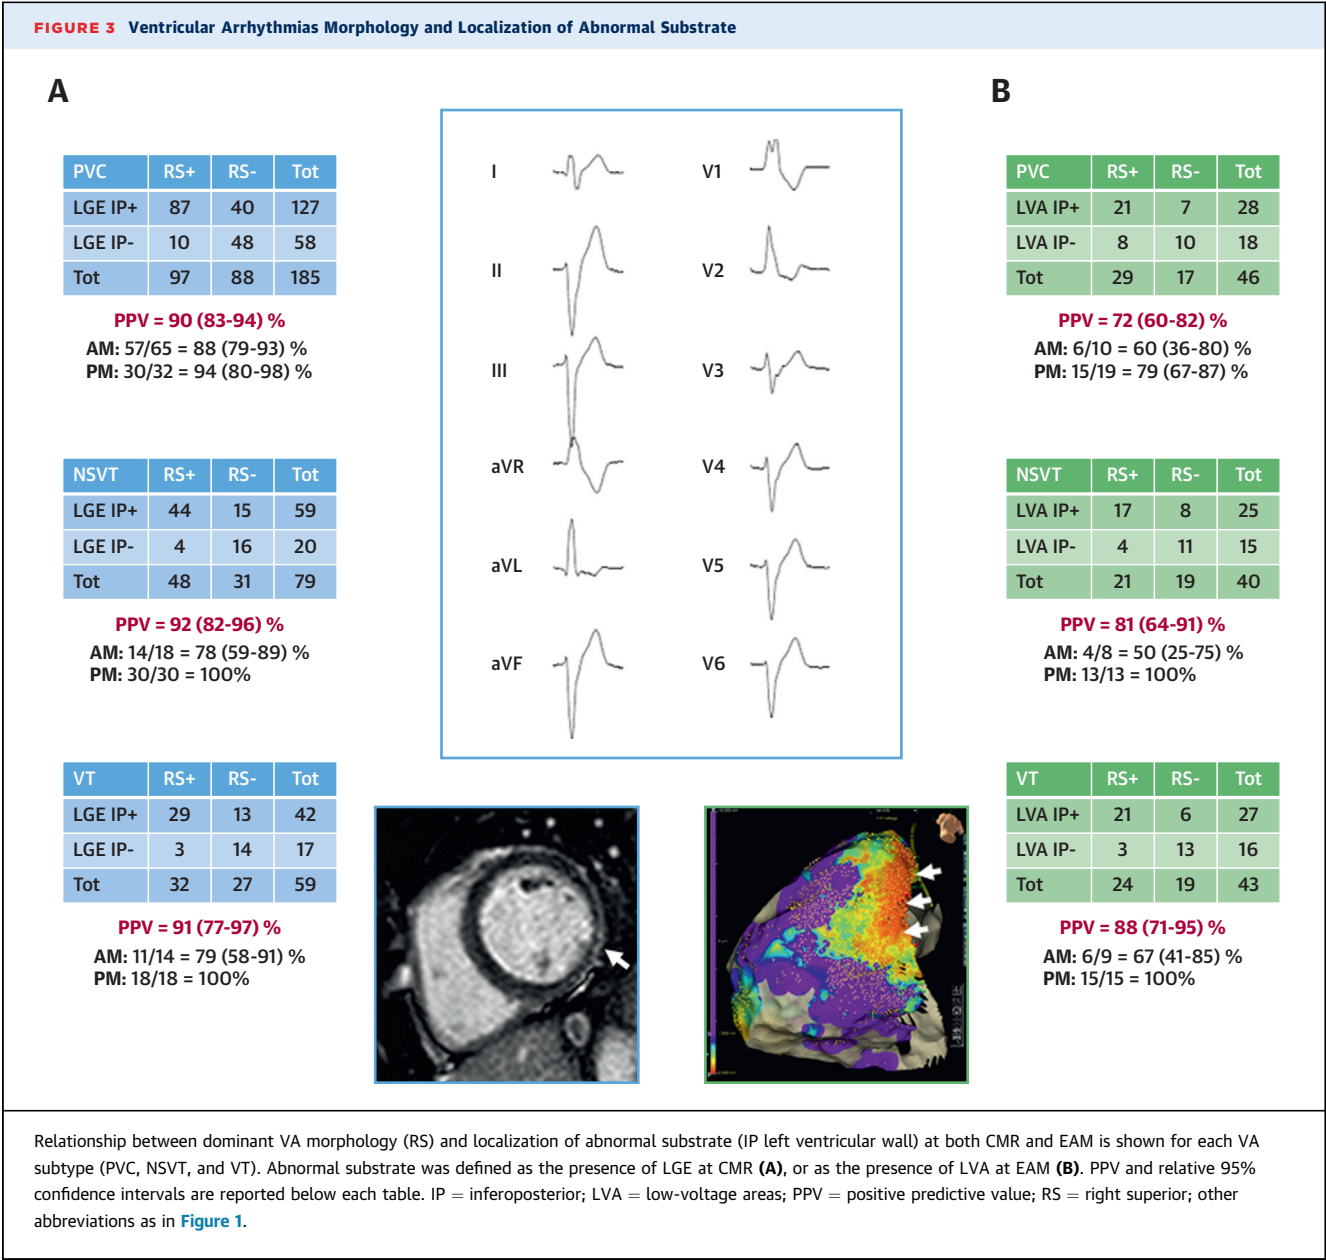 FIGURE 3 Ventricular Arrhythmias Morphology and Localization of Abnormal Substrate
A
PVC RS+ RS- Tot
LGE IP+ 87 40 127
LGE IP- 10 48 58
Tot 97 88 185
PPV = 90 (83-94) %
AM: 57/65 = 88 (79-93) %
PM: 30/32 = 94 (80-98) %
NSVT RS+ RS- Tot
LGE IP+ 44 15 59
LGE IP- 4 16 20
Tot 48 31 79
PPV = 92 (82-96) %
AM: 14/18 = 78 (59-89) %
PM: 30/30 = 100%
VT RS+ RS- Tot
LGE IP+ 29 13 42
LGE IP- 3 14 17
Tot 32 27 59
PPV = 91 (77-97) %
AM: 11/14 = 79 (58-91) %
PM: 18/18 = 100%
I V1
II V2
III V3
aVR V4
aVL V5
aVF V6
B
PVC RS+ RS- Tot
LVA IP+ 21 7 28
LVA IP- 8 10 18
Tot 29 17 46
PPV = 72 (60-82) %
AM: 6/10 = 60 (36-80) %
PM: 15/19 = 79 (67-87) %
NSVT RS+ RS- Tot
LVA IP+ 17 8 25
LVA IP- 4 11 15
Tot 21 19 40
PPV = 81 (64-91) %
AM: 4/8 = 50 (25-75) %
PM: 13/13 = 100%
VT RS+ RS- Tot
LVA IP+ 21 6 27
LVA IP- 3 13 16
Tot 24 19 43
PPV = 88 (71-95) %
AM: 6/9 = 67 (41-85) %
PM: 15/15 = 100%
Relationship between dominant VA morphology (RS) and localization of abnormal substrate (IP left ventricular wall) at both CMR and EAM is shown for each VA
subtype (PVC, NSVT, and VT). Abnormal substrate was defined as the presence of LGE at CMR (A), or as the presence of LVA at EAM (B). PPV and relative 95%
confidence intervals are reported below each table. IP = inferoposterior; LVA = low-voltage areas; PPV = positive predictive value; RS = right superior; other
abbreviations as in Figure 1.